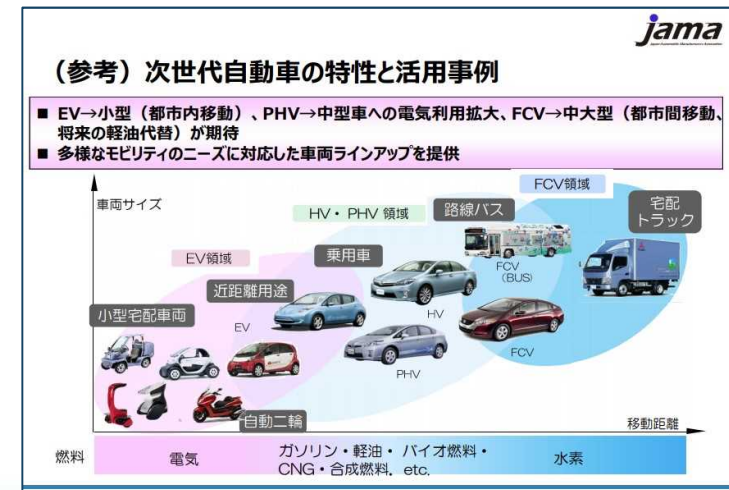 jama
(参考)次世代自動車の特性と活用事例
■ EV→小型(都市内移動)、PHV→中型車への電気利用拡大、FCV→中大型(都市間移動、
将来の軽油代替)が期待
■ 多様なモビリティのニーズに対応した車両ラインアップを提供
車両サイズ
FCV領域
HV・PHV 領域
路線バス
宅配
トラック
EV領域
乗用車
FCV
(BUS)
近距離用途
小型宅配車両
EV
HV
PHV
FCV
自動二輪
移動距離
燃料
電気
ガソリン・軽油・バイオ燃料・
CNG・合成燃料. etc.
水素